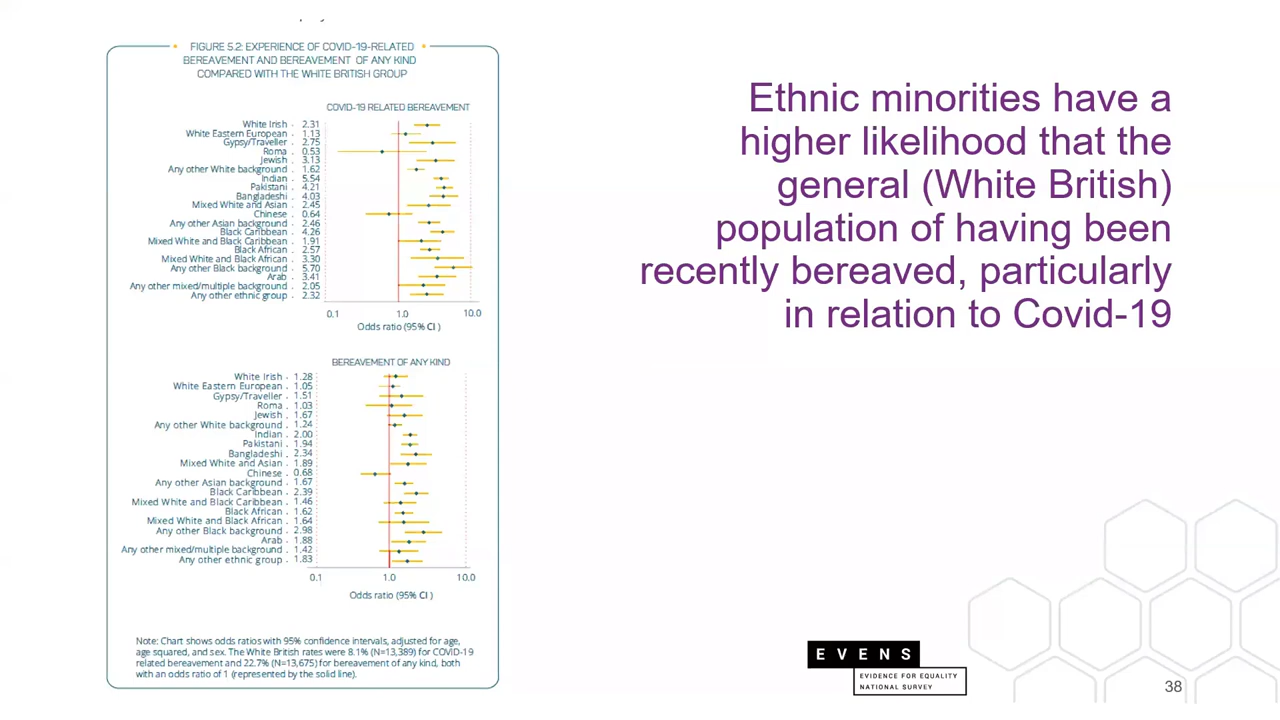 FIGURE 5.2: EXPERIENCE OF COVID-19-RELATED
BEREAVEMENT AND BEREAVEMENT OF ANY KIND
COMPARED WITH THE WHITE BRITISH GROUP
COVID-19 RELATED BEREAVEMENT
White Irish - 2.31
White Eastern European - 1.13
Gypsy/Traveller - 2.75
Roma - 0.53
Jewish - 3.13
Any other White background - 1.62
Indian - 5.54
Pakistani - 4.21
Bangladeshi - 4.03
Mixed White and Asian - 2.45
Chinese - 0.64
Any other Asian background - 2.46
Black Caribbean - 4.26
Mixed White and Black Caribbean - 1.91
Black African - 2.57
Mixed White and Black African - 3.30
Any other Black background - 5.70
Arab - 3.41
Any other mixed/multiple background - 2.05
Any other ethnic group - 2.32
0.1 1.0 10.0
Odds ratio (95% CI )
BEREAVEMENT OF ANY KIND
White Irish - 1.28
White Eastern European - 1.05
Gypsy/Traveller - 1.51
Roma - 1.03
Jewish - 1.67
Any other White background - 1.24
Indian - 2.00
Pakistani - 1.94
Bangladeshi - 2.34
Mixed White and Asian - 1.89
Chinese - 0.68
Any other Asian background - 1.67
Black Caribbean - 2.39
Mixed White and Black Caribbean - 1.46
Black African - 1.62
Mixed White and Black African - 1.64
Any other Black background - 2.98
Arab - 1.88
Any other mixed/multiple background - 1.42
Any other ethnic group - 1.83
0.1 1.0 10.0
Odds ratio (95% CI )
Note: Chart shows odds ratios with 95% confidence intervals, adjusted for age,
age squared, and sex. The White British rates were 8.1% (N=13,389) for COVID-19
related bereavement and 22.7% (N=13,675) for bereavement of any kind, both
with an odds ratio of 1 (represented by the solid line).
Ethnic minorities have a
higher likelihood that the
general (White British)
population of having been
recently bereaved, particularly
in relation to Covid-19
EVENS
EVIDENCE FOR EQUALITY
NATIONAL SURVEY
38